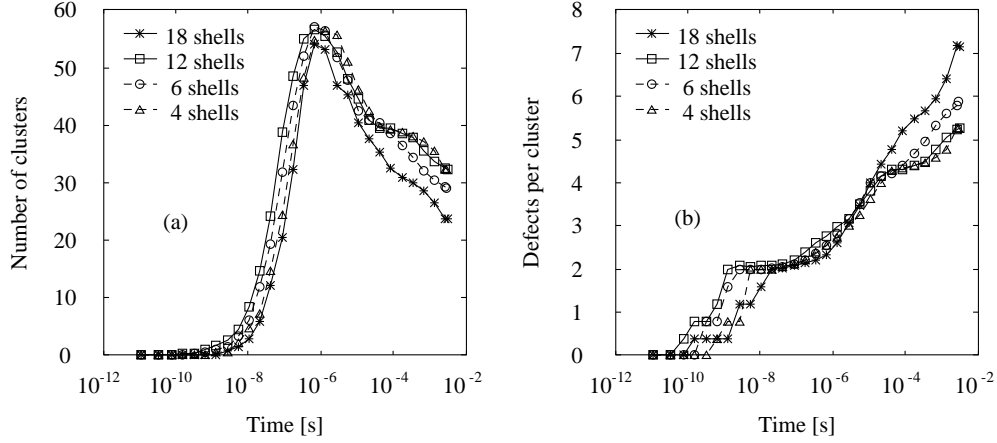 60
50
40
30
20
10
0
Number of clusters
18 shells
12 shells
6 shells
4 shells
(a)
10^-12 10^-10 10^-8 10^-6 10^-4 10^-2
Time [s]
8
7
6
5
4
3
2
1
0
Defects per cluster
18 shells
12 shells
6 shells
4 shells
(b)
10^-12 10^-10 10^-8 10^-6 10^-4 10^-2
Time [s]